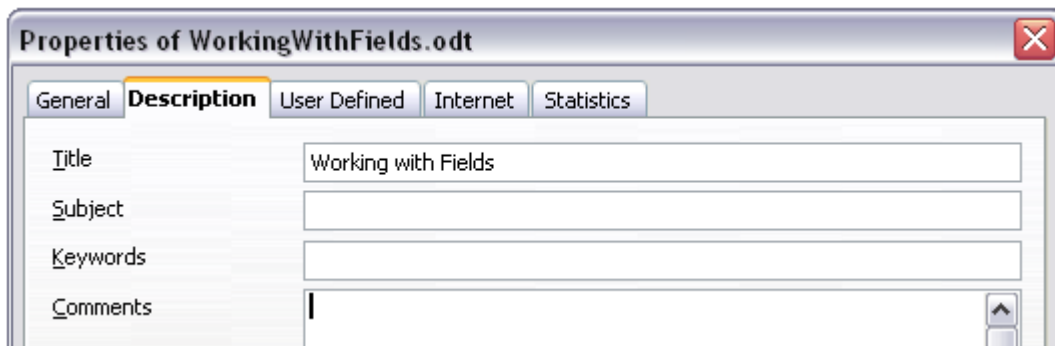 Properties of WorkingWithFields.odt
General Description User Defined Internet Statistics
Title Working with Fields
Subject
Keywords
Comments